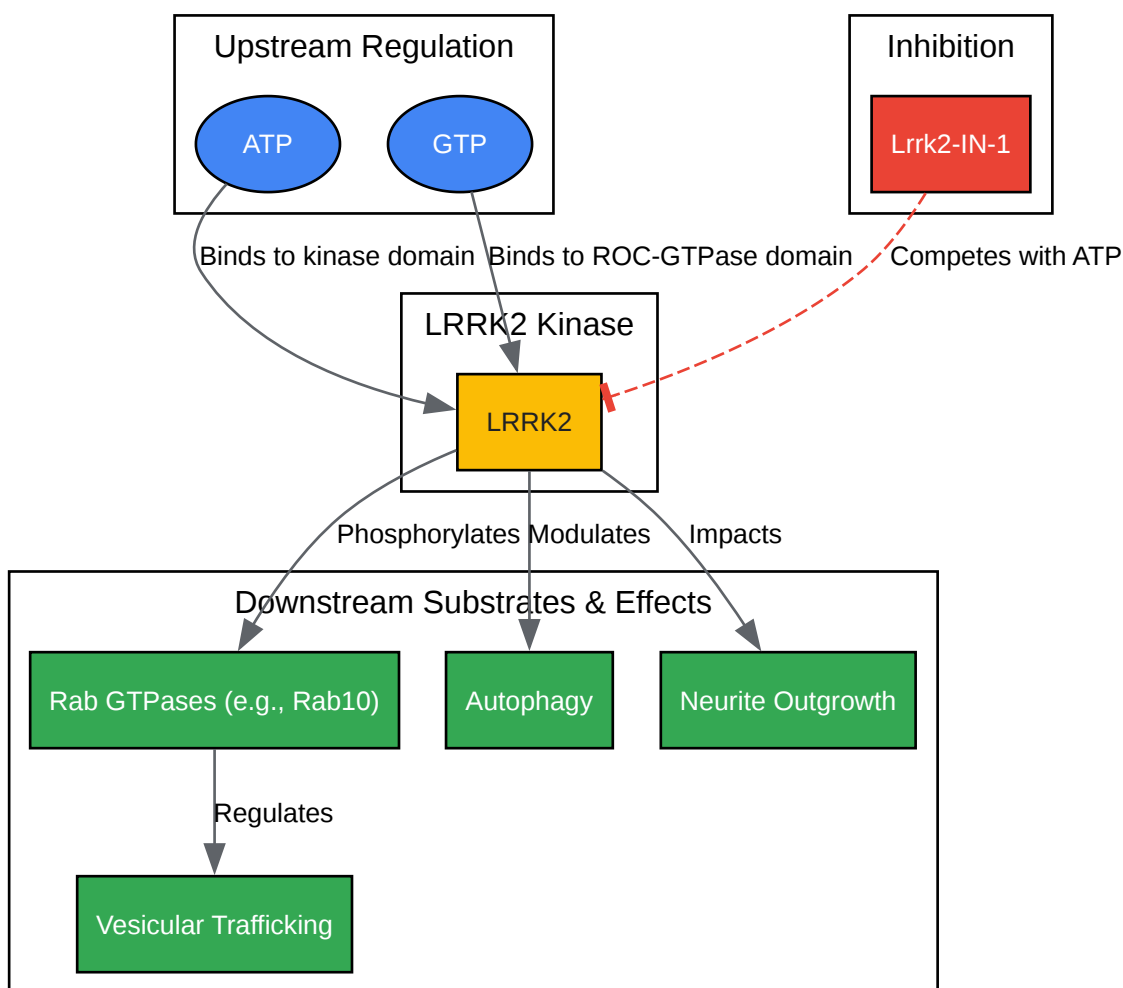 Upstream Regulation
Inhibition
ATP
GTP
Lrrk2-IN-1
Binds to kinase domain
Binds to ROC-GTPase domain
Competes with ATP
LRRK2 Kinase
LRRK2
Phosphorylates
Modulates
Impacts
Downstream Substrates & Effects
Rab GTPases (e.g., Rab10)
Autophagy
Neurite Outgrowth
Regulates
Vesicular Trafficking